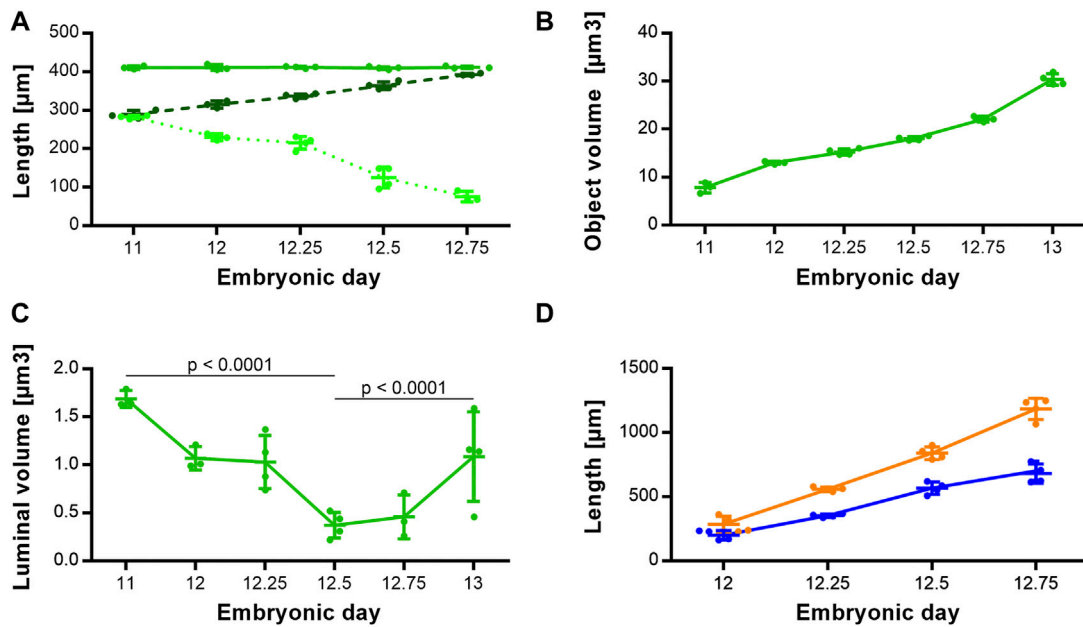 A
500
400
300
200
100
0
Length [µm]
11 12 12.25 12.5 12.75
Embryonic day
B
40
30
20
10
0
Object volume [µm3]
11 12 12.25 12.5 12.75 13
Embryonic day
C
2.0
1.5
1.0
0.5
0.0
Luminal volume [µm3]
p < 0.0001
p < 0.0001
11 12 12.25 12.5 12.75 13
Embryonic day
D
1500
1000
500
0
Length [µm]
12 12.25 12.5 12.75
Embryonic day